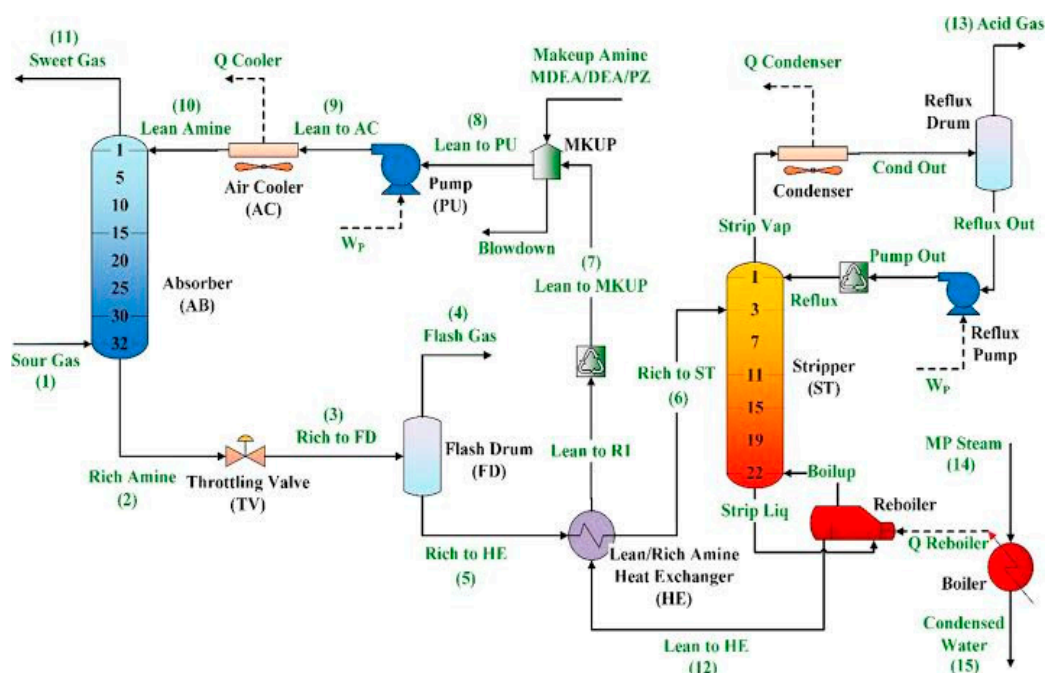 (11)
Sweet Gas
Q Cooler
(10)
Lean Amine
(9)
Lean to AC
(8)
Lean to PU
Makeup Amine
MDEA/DEA/PZ
MKUP
Air Cooler
(AC)
Pump
(PU)
W_P
Blowdown
(7)
Lean to MKUP
1
5
10
15
20
25
30
32
Absorber
(AB)
Sour Gas
(1)
Rich Amine
(2)
Throttling Valve
(TV)
(3)
Rich to FD
(4)
Flash Gas
Flash Drum
(FD)
Rich to HE
(5)
Lean to RI
Lean/Rich Amine
Heat Exchanger
(HE)
Rich to ST
(6)
Q Condenser
Condenser
Cond Out
Strip Vap
(13) Acid Gas
Reflux
Drum
Reflux Out
Pump Out
Reflux
Reflux
Pump
W_P
1
3
7
11
15
19
22
Stripper
(ST)
Boilup
Strip Liq
Reboiler
Q Reboiler
MP Steam
(14)
Boiler
Condensed
Water
(15)
Lean to HE
(12)